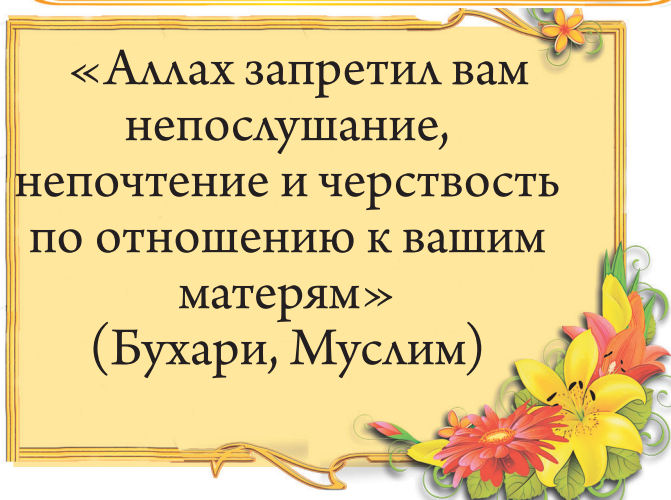 «Аллах запретил вам
непослушание,
непочтение и черствость
по отношению к вашим
матерям»
(Бухари, Муслим)